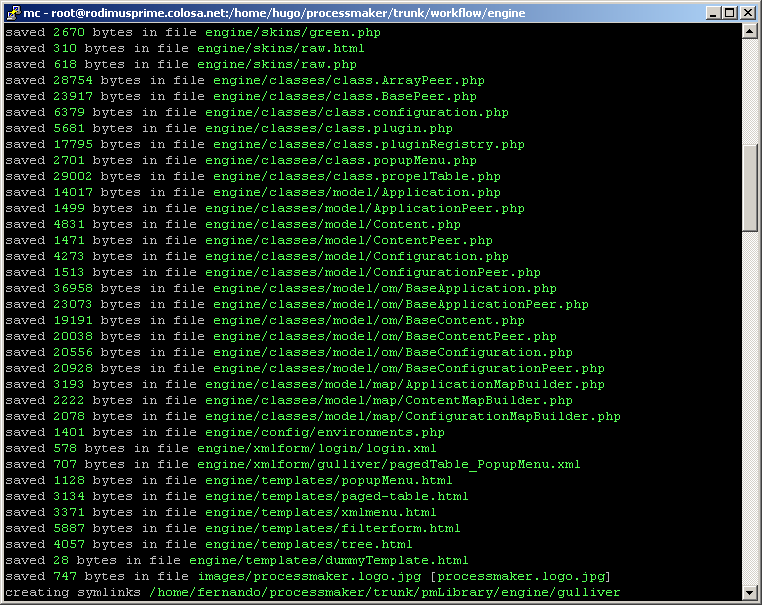 mc - root@rodimusprime.colosa.net:/home/hugo/processmaker/trunk/workflow/engine
saved 2670 bytes in file engine/skins/green.php
saved 310 bytes in file engine/skins/raw.html
saved 618 bytes in file engine/skins/raw.php
saved 28754 bytes in file engine/classes/class.ArrayPeer.php
saved 23917 bytes in file engine/classes/class.BasePeer.php
saved 6379 bytes in file engine/classes/class.configuration.php
saved 5681 bytes in file engine/classes/class.plugin.php
saved 17795 bytes in file engine/classes/class.pluginRegistry.php
saved 2701 bytes in file engine/classes/class.popupMenu.php
saved 29002 bytes in file engine/classes/class.propelTable.php
saved 14017 bytes in file engine/classes/model/Application.php
saved 1499 bytes in file engine/classes/model/ApplicationPeer.php
saved 4831 bytes in file engine/classes/model/Content.php
saved 1471 bytes in file engine/classes/model/ContentPeer.php
saved 4273 bytes in file engine/classes/model/Configuration.php
saved 1513 bytes in file engine/classes/model/ConfigurationPeer.php
saved 36958 bytes in file engine/classes/model/om/BaseApplication.php
saved 23073 bytes in file engine/classes/model/om/BaseApplicationPeer.php
saved 19191 bytes in file engine/classes/model/om/BaseContent.php
saved 20038 bytes in file engine/classes/model/om/BaseContentPeer.php
saved 20556 bytes in file engine/classes/model/om/BaseConfiguration.php
saved 20928 bytes in file engine/classes/model/om/BaseConfigurationPeer.php
saved 3193 bytes in file engine/classes/model/map/ApplicationMapBuilder.php
saved 2222 bytes in file engine/classes/model/map/ContentMapBuilder.php
saved 2078 bytes in file engine/classes/model/map/ConfigurationMapBuilder.php
saved 1401 bytes in file engine/config/environments.php
saved 578 bytes in file engine/xmlform/login/login.xml
saved 707 bytes in file engine/xmlform/gulliver/pagedTable_PopupMenu.xml
saved 1128 bytes in file engine/templates/popupMenu.html
saved 3134 bytes in file engine/templates/paged-table.html
saved 3371 bytes in file engine/templates/xmlmenu.html
saved 5887 bytes in file engine/templates/filterform.html
saved 4057 bytes in file engine/templates/tree.html
saved 28 bytes in file engine/templates/dummyTemplate.html
saved 747 bytes in file images/processmaker.logo.jpg [processmaker.logo.jpg]
creating symlinks /home/fernando/processmaker/trunk/pmLibrary/engine/gulliver